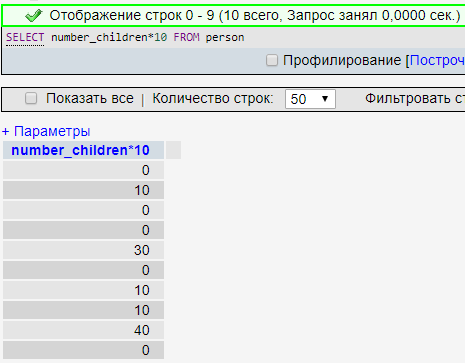 Отображение строк 0 - 9 (10 всего, Запрос занял 0,0000 сек.)
SELECT number_children*10 FROM person
Профилирование [Построч
Показать все | Количество строк: 50 Фильтровать ст
+ Параметры
number_children*10
0
10
0
0
30
0
10
10
40
0